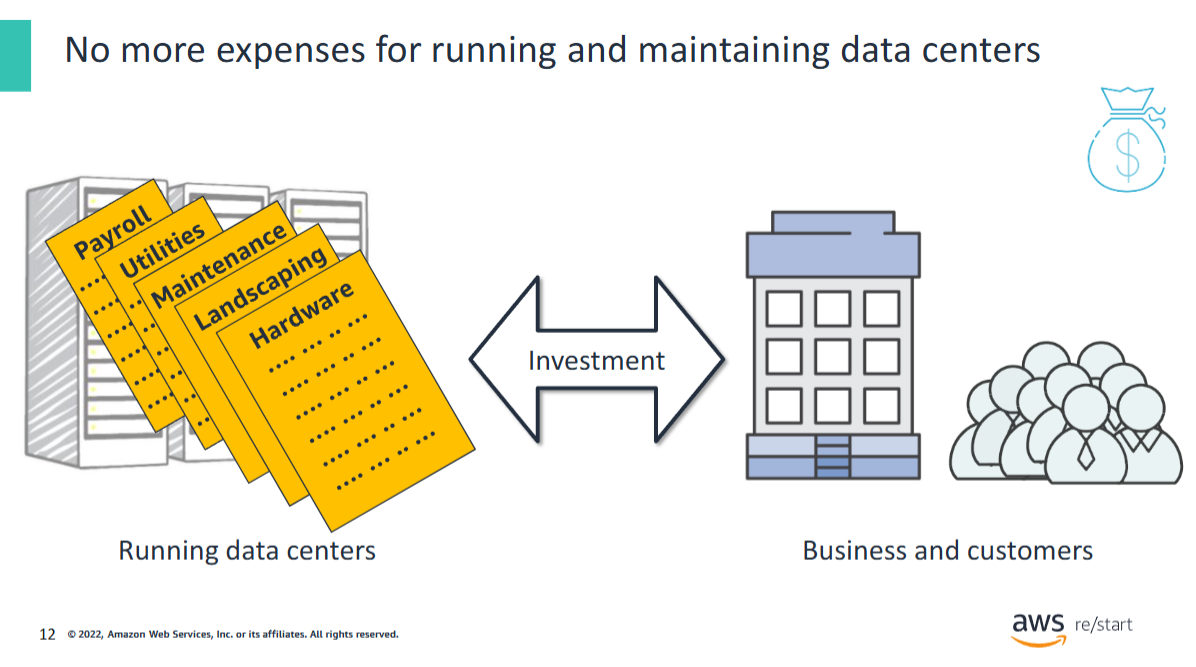 No more expenses for running and maintaining data centers
$
Payroll
Utilities
Maintenance
Landscaping
Hardware
Investment
Running data centers
Business and customers
12 © 2022, Amazon Web Services, Inc. or its affiliates. All rights reserved.
aws re/start